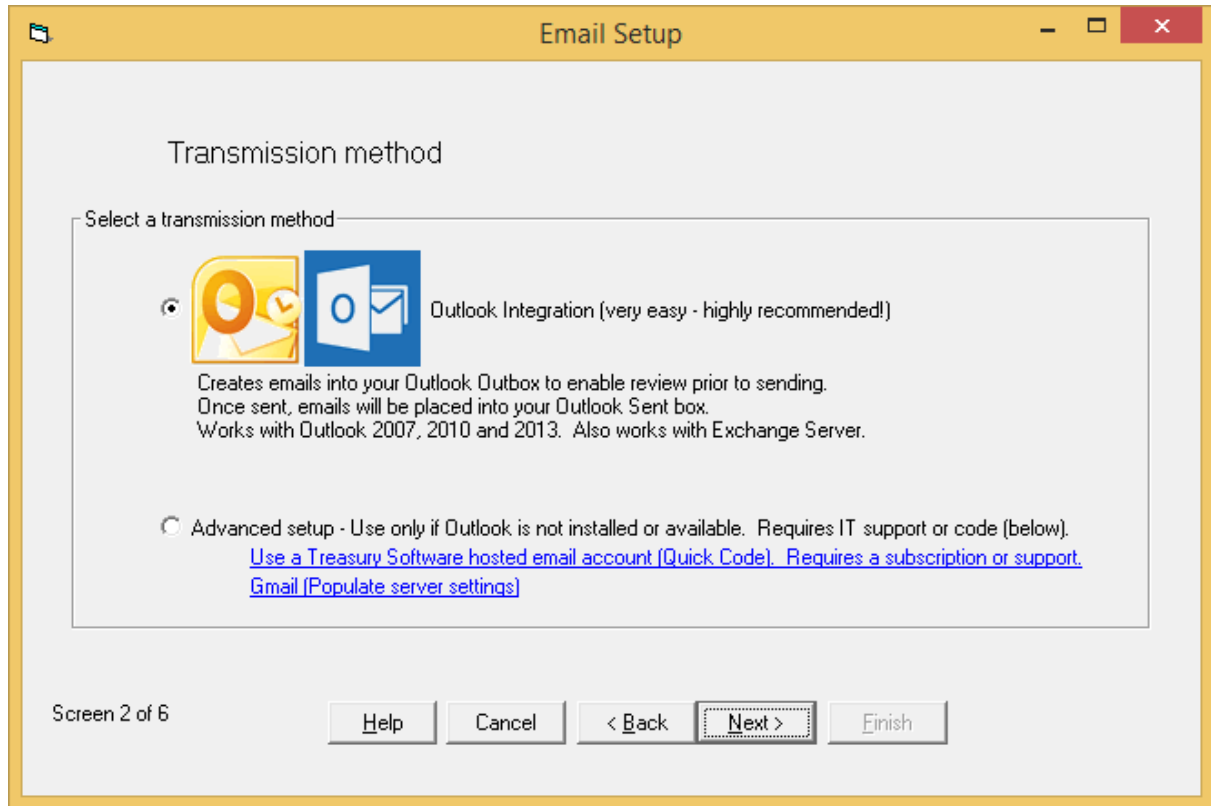 Email Setup
Transmission method
Select a transmission method
Outlook Integration (very easy - highly recommended!)
Creates emails into your Outlook Outbox to enable review prior to sending.
Once sent, emails will be placed into your Outlook Sent box.
Works with Outlook 2007, 2010 and 2013.  Also works with Exchange Server.
Advanced setup - Use only if Outlook is not installed or available.  Requires IT support or code (below).
Use a Treasury Software hosted email account (Quick Code).  Requires a subscription or support.
Gmail (Populate server settings)
Screen 2 of 6
Help
Cancel
< Back
Next >
Finish